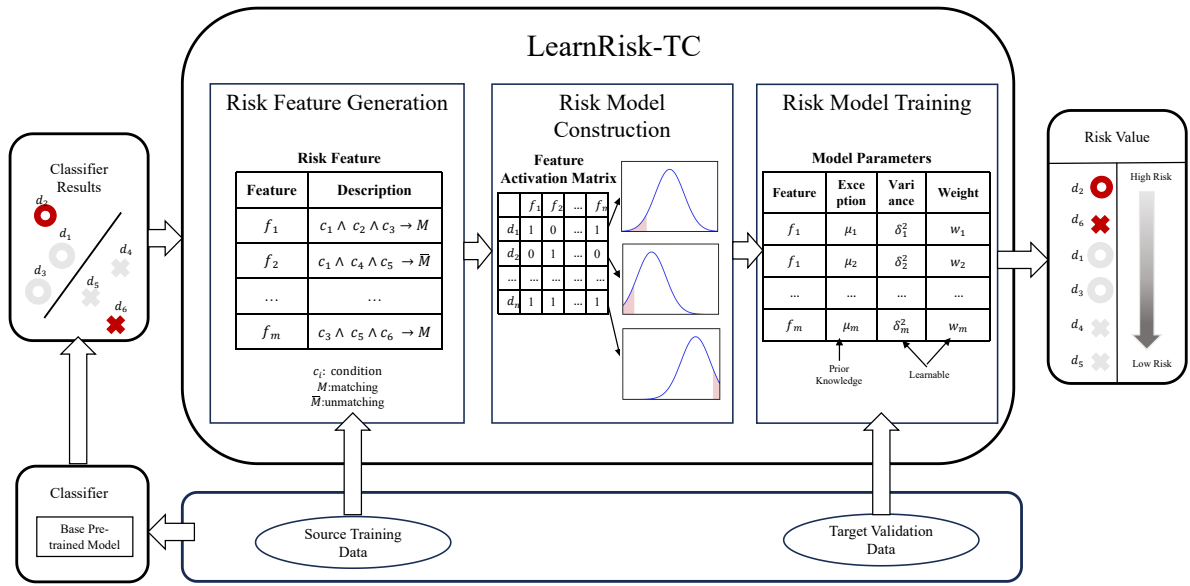 LearnRisk-TC
Classifier
Results
d₂
d₁
d₃
d₄
d₅
d₆
Risk Feature Generation
Risk Feature
Feature Description
f₁ c₁ ∧ c₂ ∧ c₃ → M
f₂ c₁ ∧ c₄ ∧ c₅ → M̅
... ...
fₘ c₃ ∧ c₅ ∧ c₆ → M
cᵢ: condition
M:matching
M̅:unmatching
Risk Model
Construction
Feature
Activation Matrix
f₁ f₂ ... fₘ
d₁ 1 0 ... 1
d₂ 0 1 ... 0
... ... ... ... ...
dₙ 1 1 ... 1
Risk Model Training
Model Parameters
Feature Exce
ption Vari
ance Weight
f₁ μ₁ δ₁² w₁
f₁ μ₂ δ₂² w₂
... ... ... ...
fₘ μₘ δₘ² wₘ
Prior
Knowledge
Learnable
Risk Value
d₂
d₆
d₁
d₃
d₄
d₅
High Risk
Low Risk
Classifier
Base Pre-
trained Model
Source Training
Data
Target Validation
Data